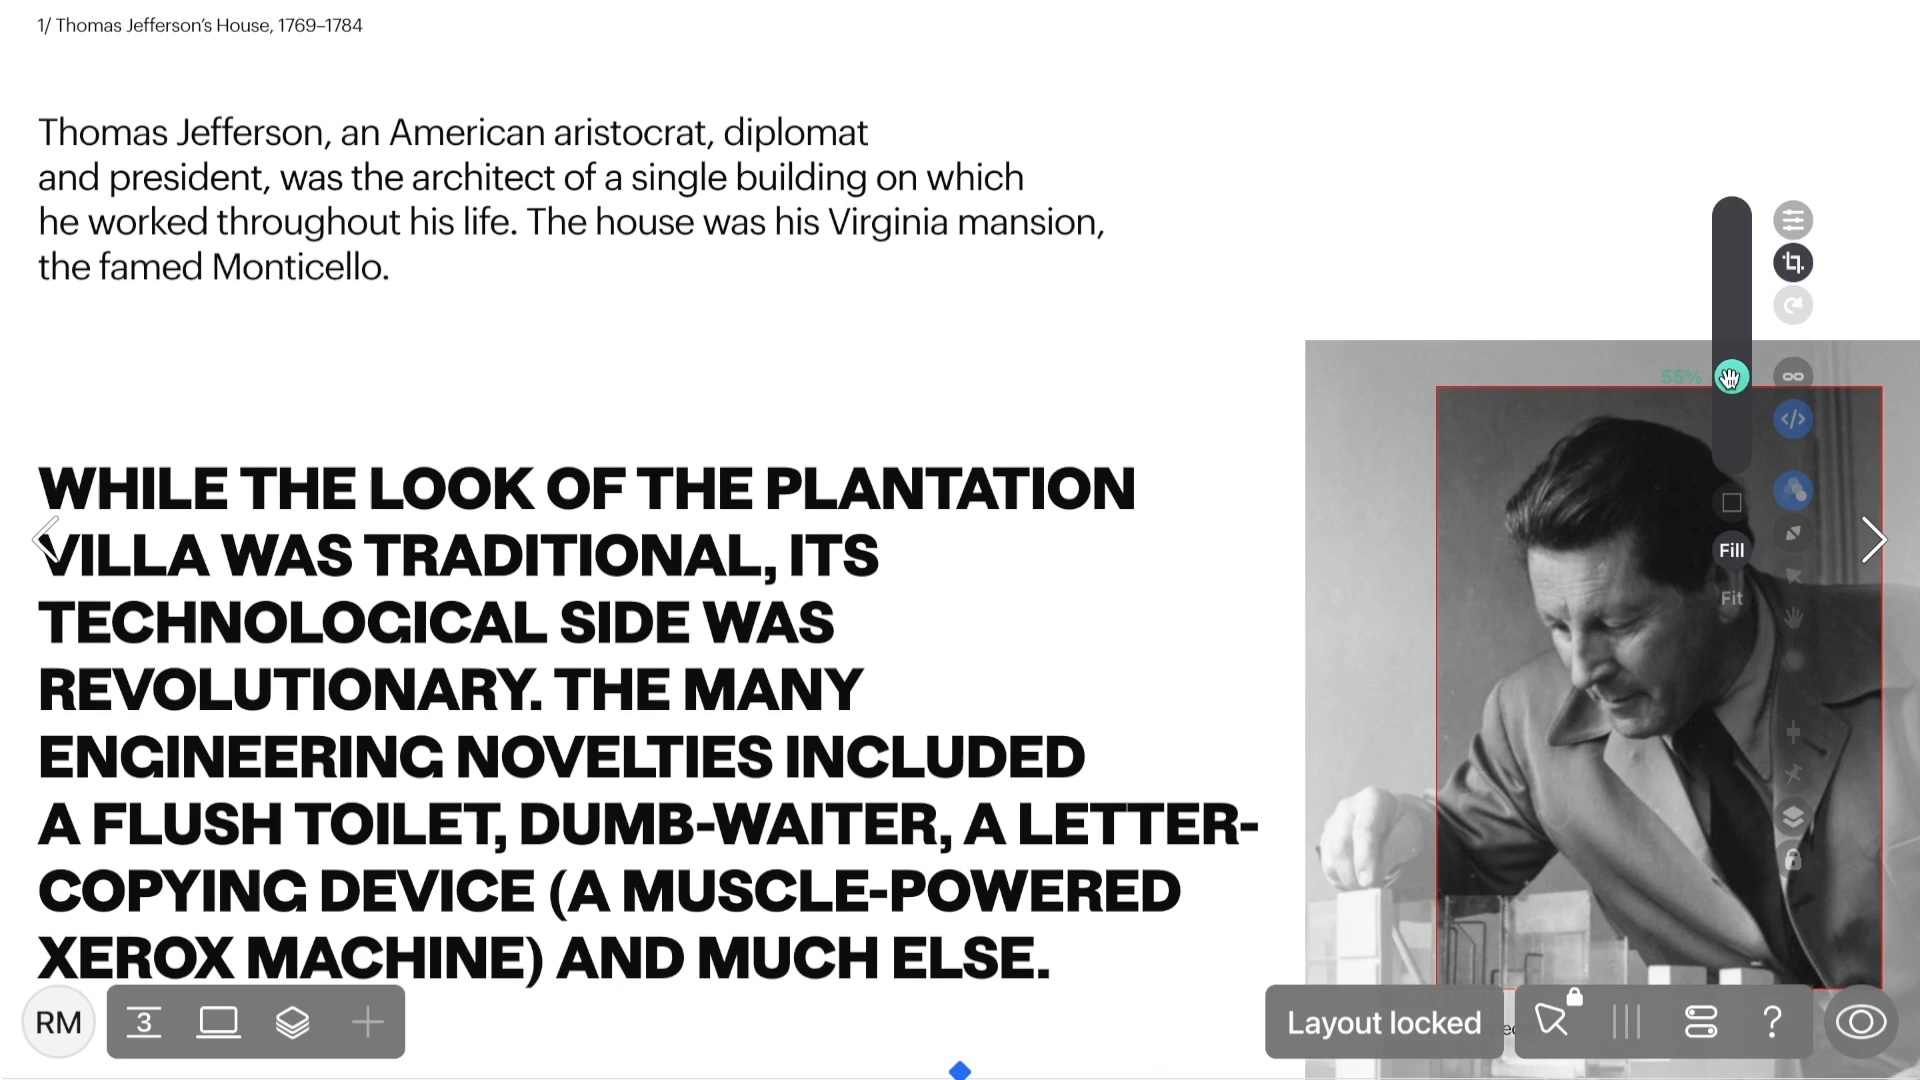 1/ Thomas Jefferson’s House, 1769–1784
Thomas Jefferson, an American aristocrat, diplomat
and president, was the architect of a single building on which
he worked throughout his life. The house was his Virginia mansion,
the famed Monticello.
WHILE THE LOOK OF THE PLANTATION
VILLA WAS TRADITIONAL, ITS
TECHNOLOGICAL SIDE WAS
REVOLUTIONARY. THE MANY
ENGINEERING NOVELTIES INCLUDED
A FLUSH TOILET, DUMB-WAITER, A LETTER-
COPYING DEVICE (A MUSCLE-POWERED
XEROX MACHINE) AND MUCH ELSE.
55%
Fill
Fit
RM
3
Layout locked
?